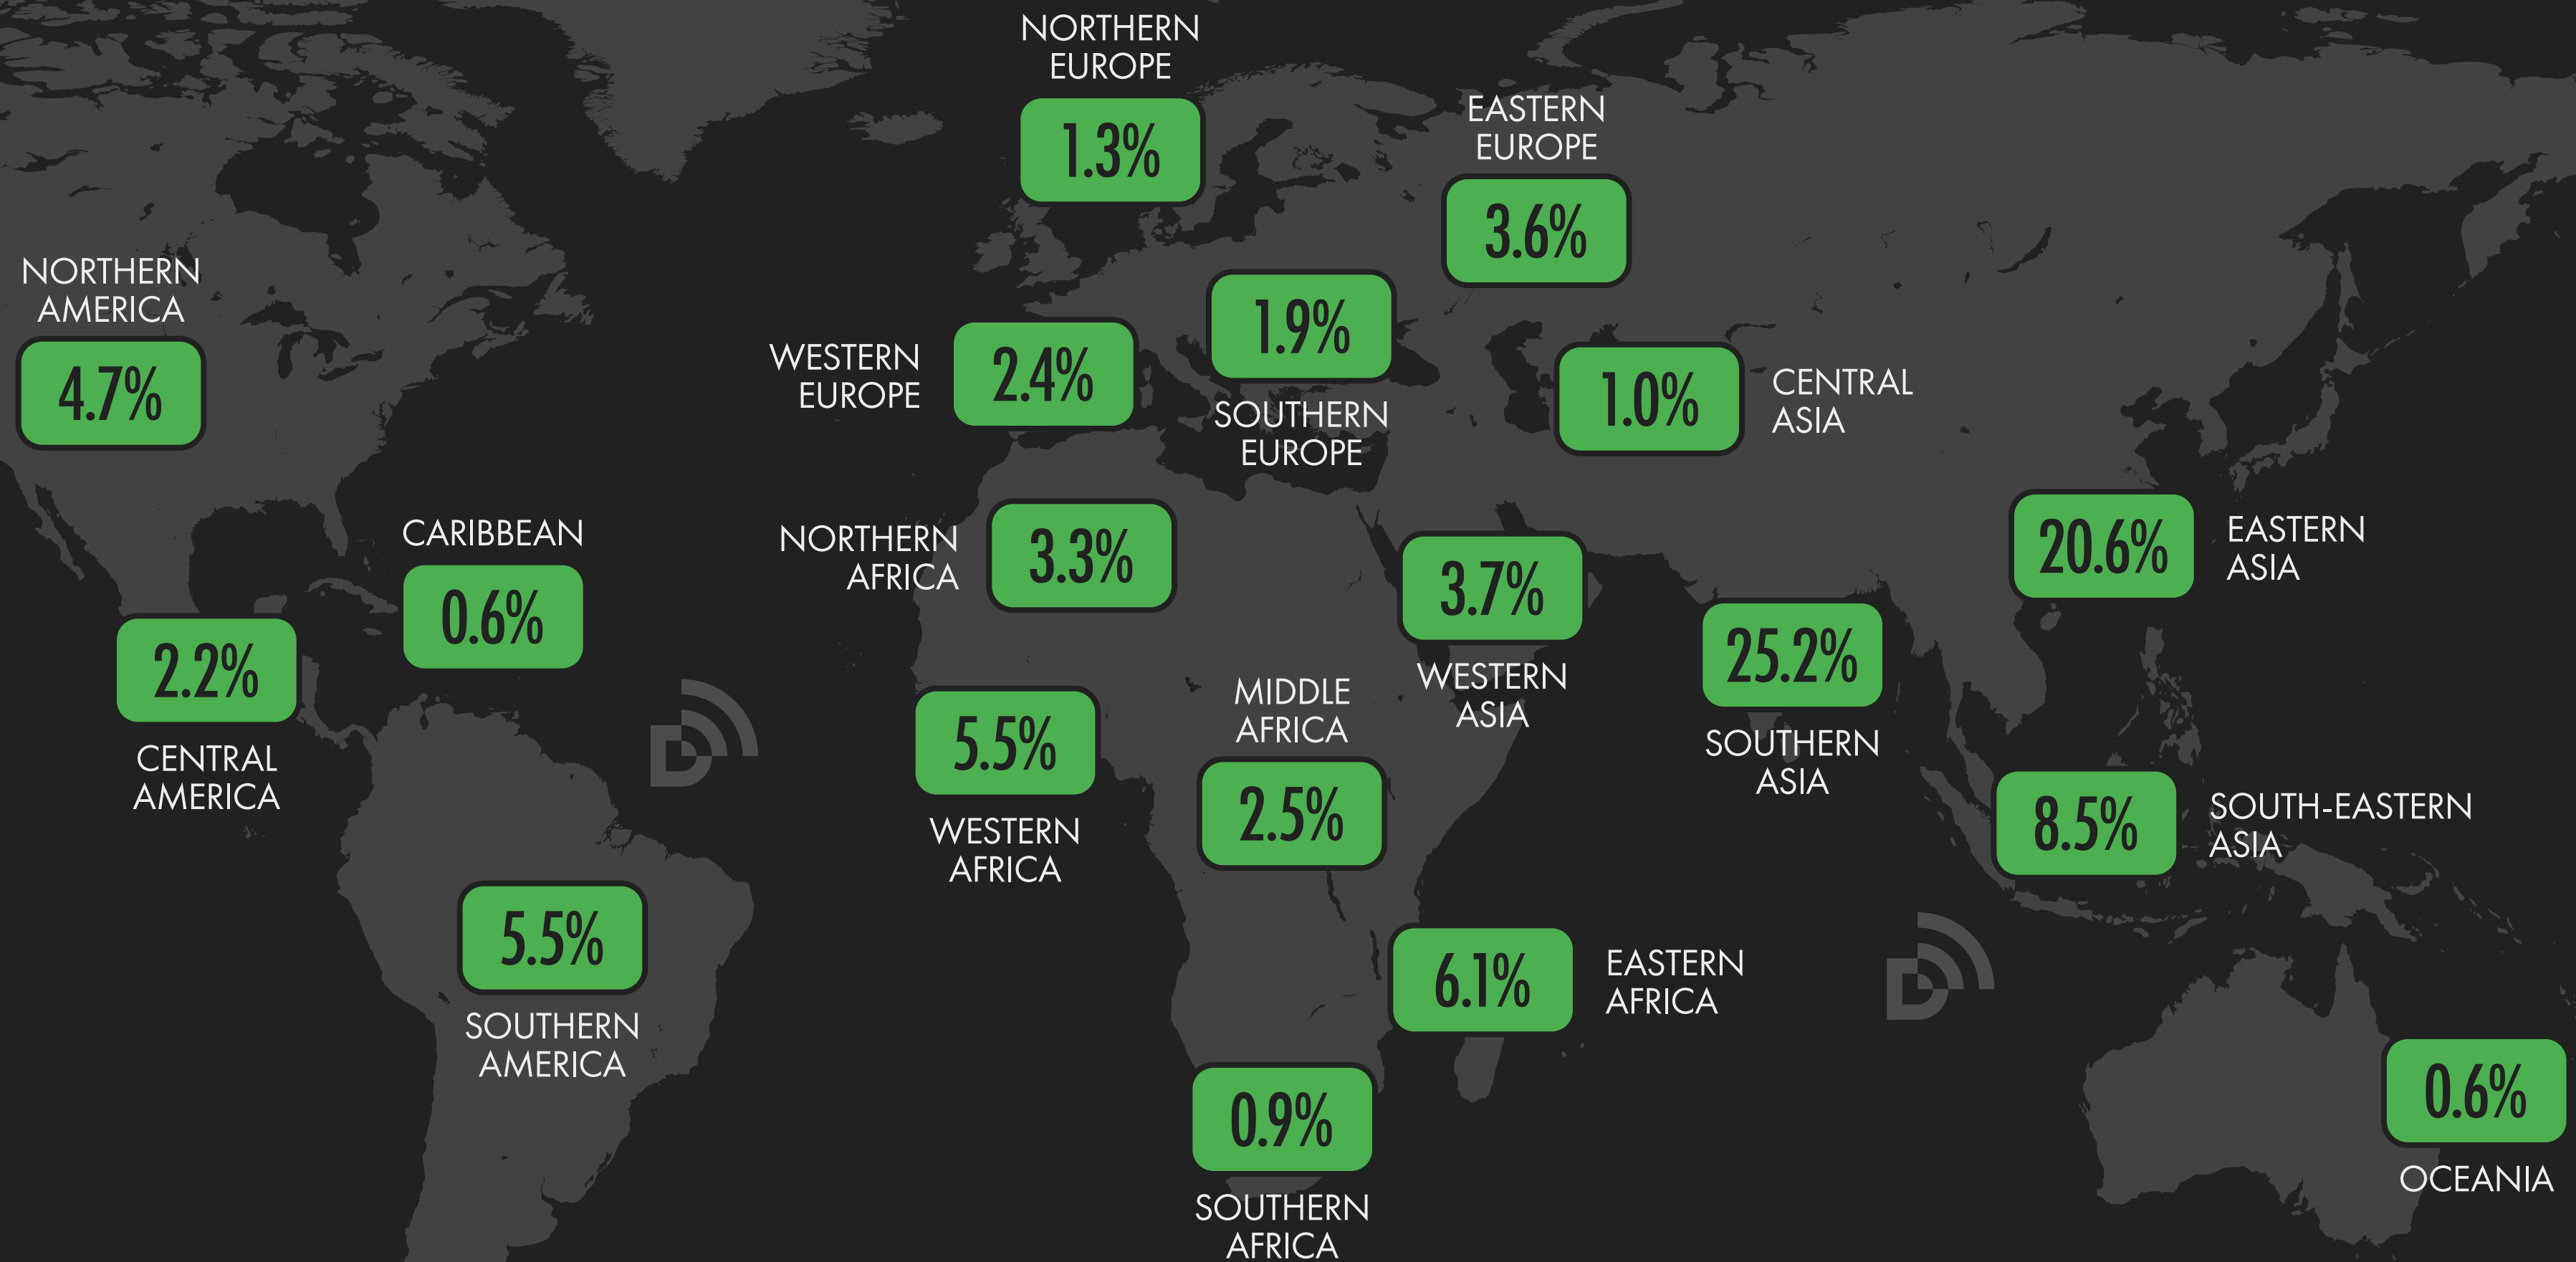 NORTHERN
EUROPE
1.3%
EASTERN
EUROPE
3.6%
NORTHERN
AMERICA
4.7%
WESTERN
EUROPE
2.4%
1.9%
SOUTHERN
EUROPE
1.0%
CENTRAL
ASIA
CARIBBEAN
0.6%
NORTHERN
AFRICA
3.3%
3.7%
WESTERN
ASIA
20.6%
EASTERN
ASIA
2.2%
CENTRAL
AMERICA
25.2%
SOUTHERN
ASIA
5.5%
WESTERN
AFRICA
MIDDLE
AFRICA
2.5%
8.5%
SOUTH-EASTERN
ASIA
5.5%
SOUTHERN
AMERICA
6.1%
EASTERN
AFRICA
0.9%
SOUTHERN
AFRICA
0.6%
OCEANIA